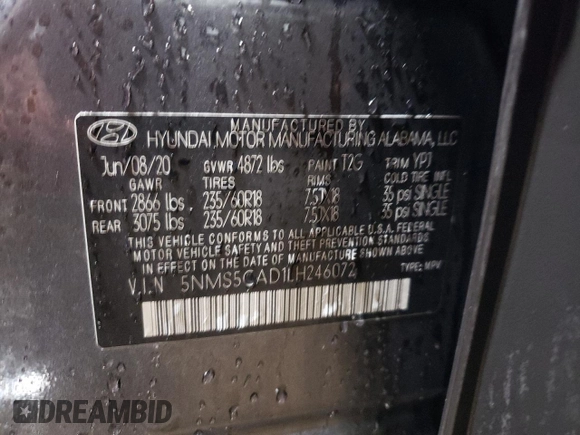 MANUFACTURED BY
HYUNDAI MOTOR MANUFACTURING ALABAMA, LLC
Jun/08/20 GVWR 4872 lbs PAINT T2G TRIM YPJ
GAWR TIRES RIMS COLD TIRE INFL
FRONT 2866 lbs 235/60R18 7.5JX18 35 psi SINGLE
REAR 3075 lbs 235/60R18 7.5JX18 35 psi SINGLE
THIS VEHICLE CONFORMS TO ALL APPLICABLE U.S.A. FEDERAL
MOTOR VEHICLE SAFETY AND THEFT PREVENTION STANDARDS
IN EFFECT ON THE DATE OF MANUFACTURE SHOWN ABOVE
V.I.N 5NMS5CAD1LH246072 TYPE: MPV
DREAMBID